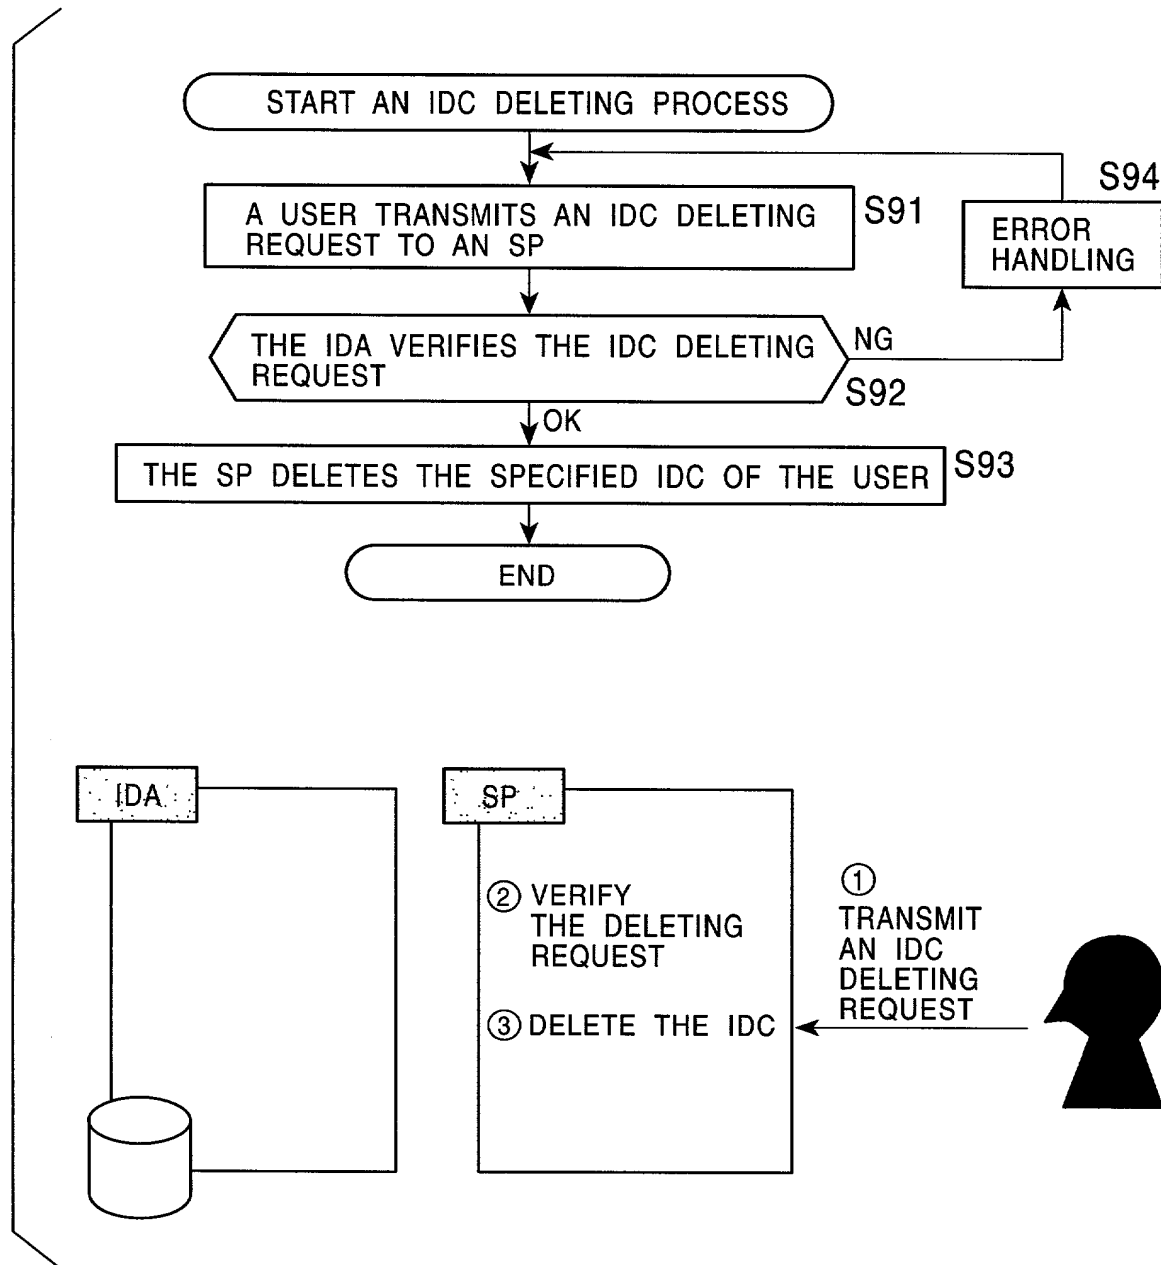 START AN IDC DELETING PROCESS
S94
A USER TRANSMITS AN IDC DELETING
REQUEST TO AN SP
S91
ERROR
HANDLING
THE IDA VERIFIES THE IDC DELETING
REQUEST
NG
S92
OK
THE SP DELETES THE SPECIFIED IDC OF THE USER
S93
END
IDA
SP
② VERIFY
THE DELETING
REQUEST
③ DELETE THE IDC
①
TRANSMIT
AN IDC
DELETING
REQUEST